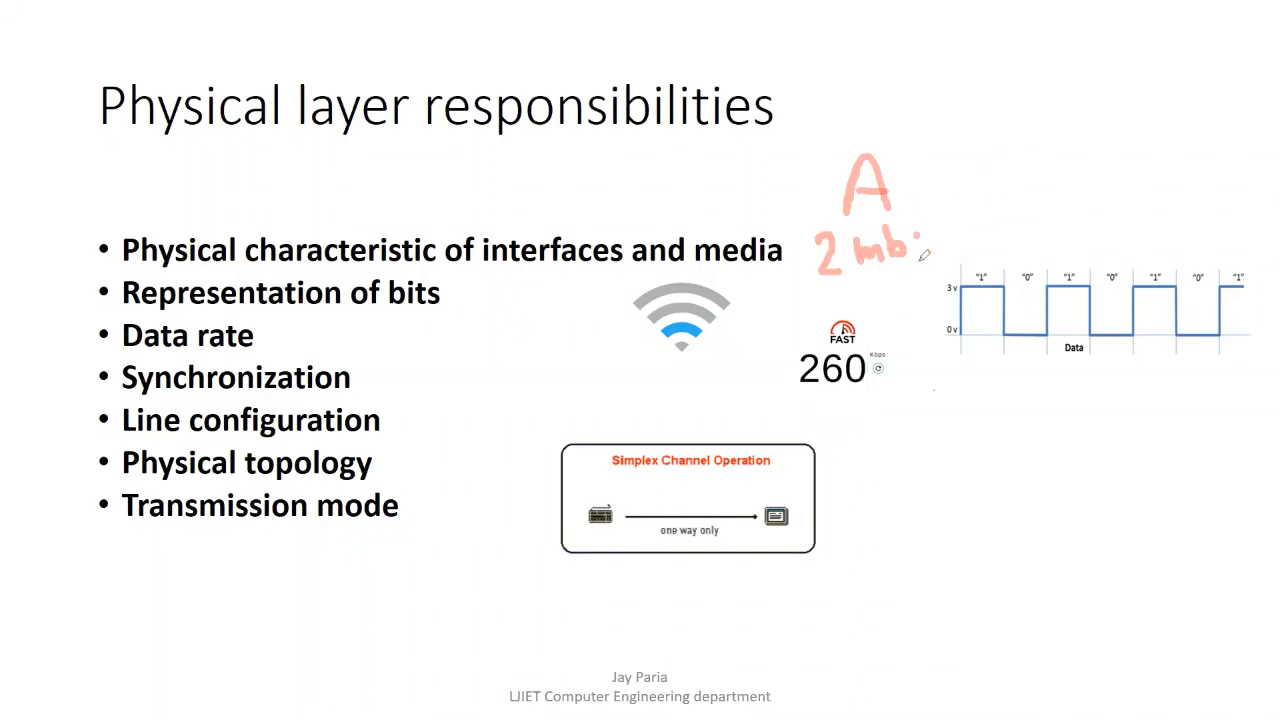 Physical layer responsibilities
A
2 mb
• Physical characteristic of interfaces and media
• Representation of bits
• Data rate
• Synchronization
• Line configuration
• Physical topology
• Transmission mode
"1" "0" "1" "0" "1" "0" "1"
3 v
0 v
Data
FAST
260 Kbps
Simplex Channel Operation
one way only
Jay Paria
LJIET Computer Engineering department